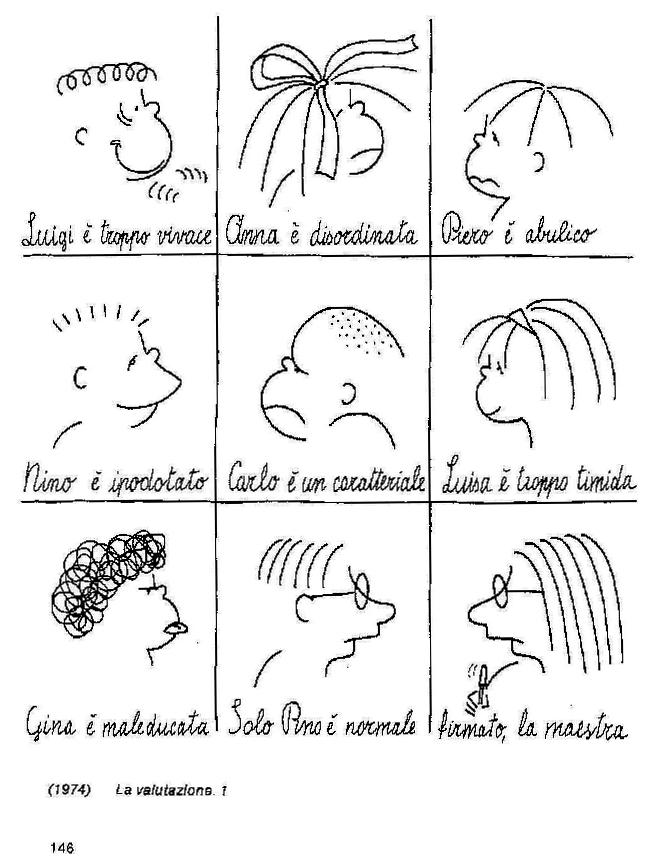 Luigi è troppo vivace
Anna è disordinata
Piero è abulico
Nino è ipodotato
Carlo è un caratteriale
Luisa è troppo timida
Gina è maleducata
Solo Pino è normale
firmato, la maestra
(1974) La valutazione. 1
146